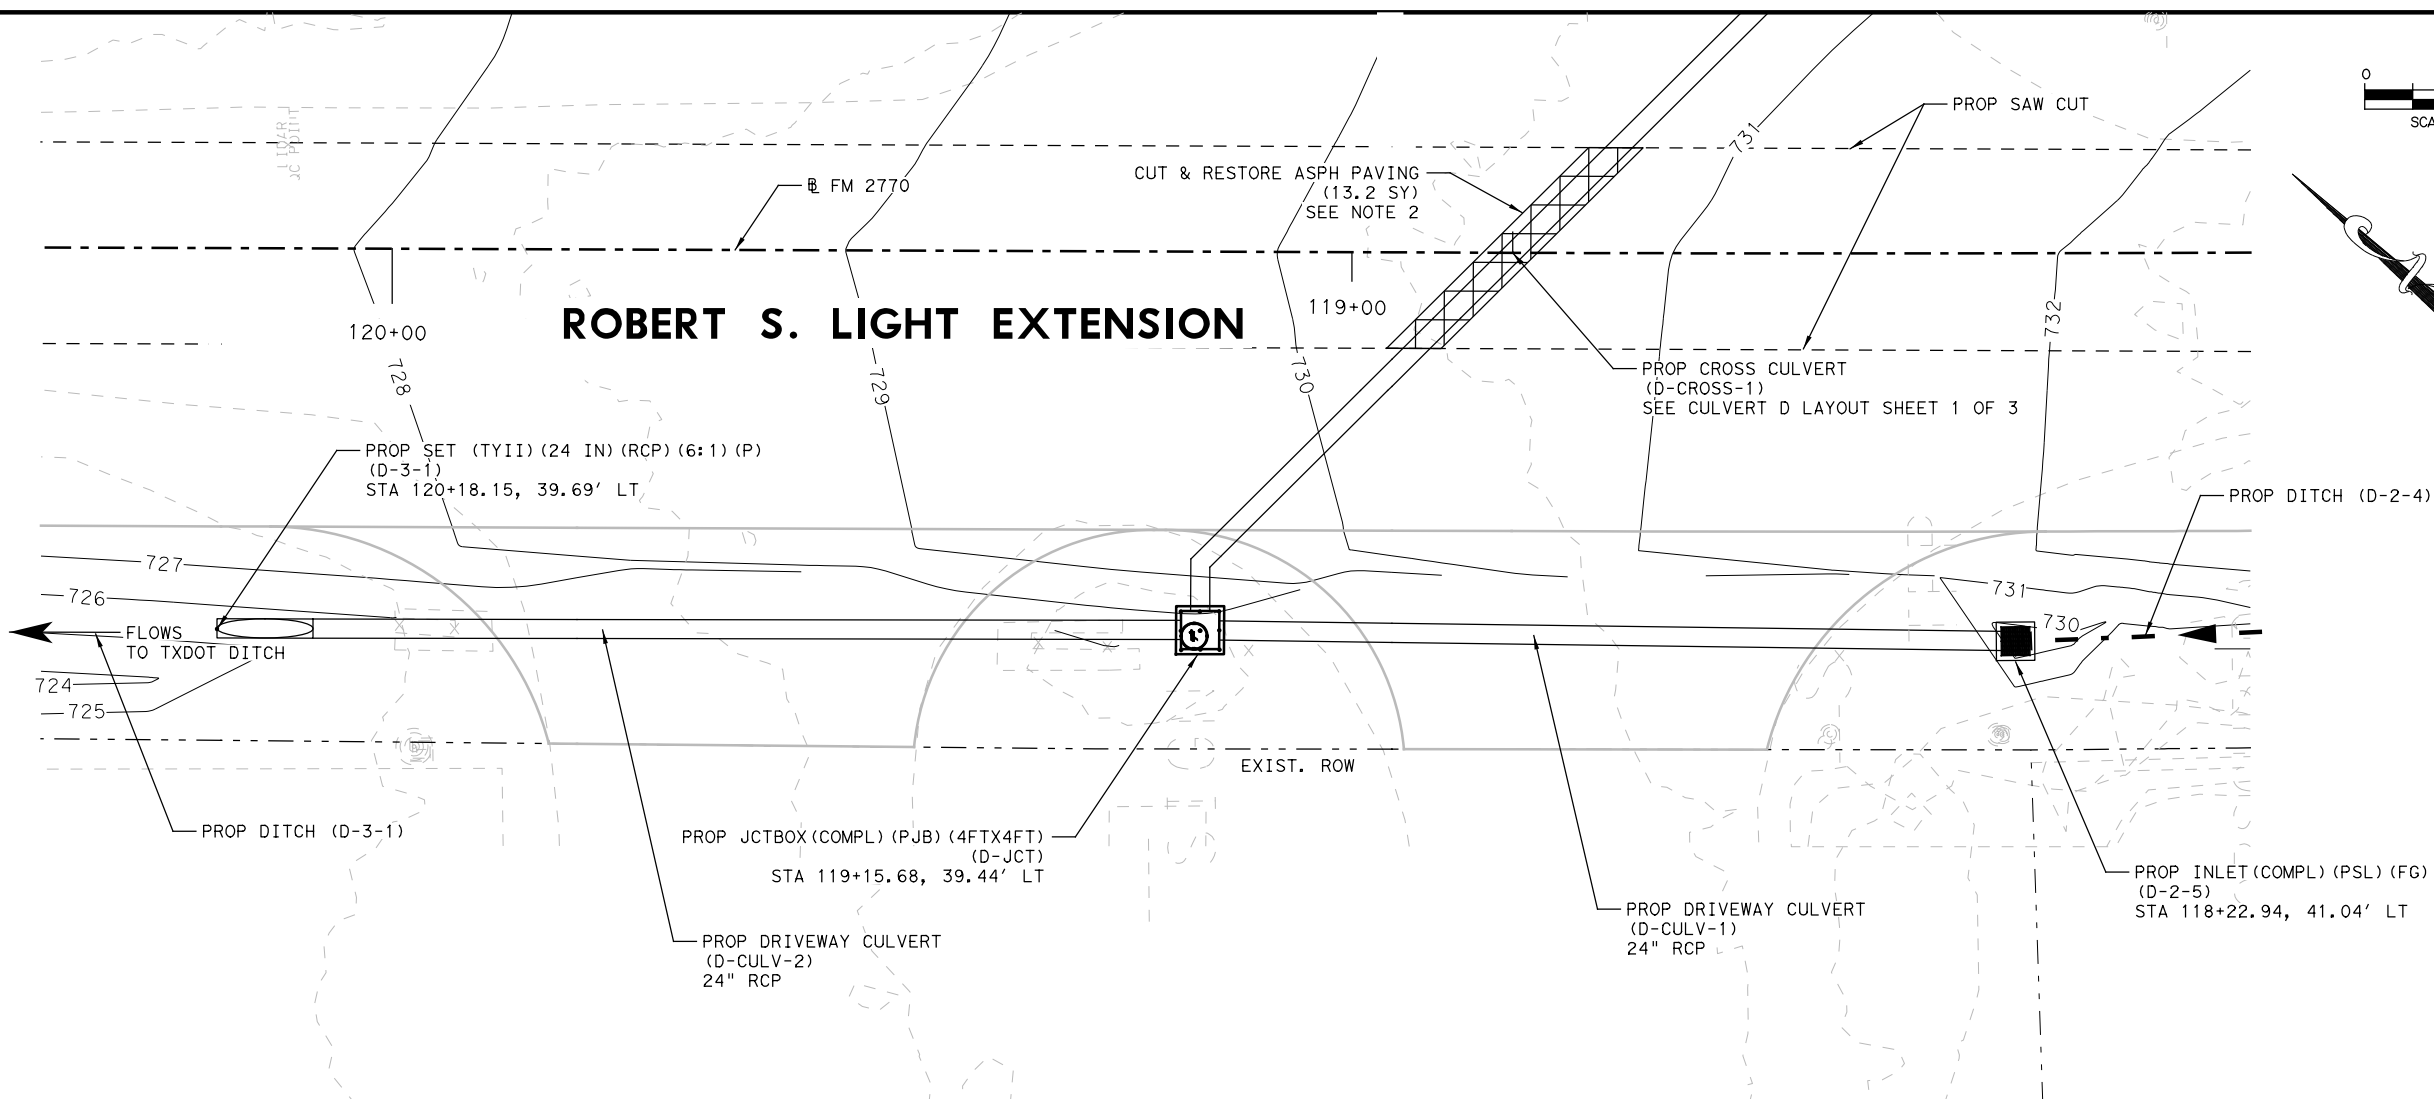 0
SCA
PROP SAW CUT
731
CUT & RESTORE ASPH PAVING
(13.2 SY)
SEE NOTE 2
℄ FM 2770
119+00
120+00
ROBERT S. LIGHT EXTENSION
732
728
729
730
PROP CROSS CULVERT
(D-CROSS-1)
SEE CULVERT D LAYOUT SHEET 1 OF 3
PROP SET (TYII)(24 IN)(RCP)(6:1)(P)
(D-3-1)
STA 120+18.15, 39.69' LT
PROP DITCH (D-2-4)
727
726
731
730
FLOWS
TO TXDOT DITCH
724
725
EXIST. ROW
PROP DITCH (D-3-1)
PROP JCTBOX(COMPL)(PJB)(4FTX4FT)
(D-JCT)
STA 119+15.68, 39.44' LT
PROP INLET(COMPL)(PSL)(FG)
(D-2-5)
STA 118+22.94, 41.04' LT
PROP DRIVEWAY CULVERT
(D-CULV-1)
24" RCP
PROP DRIVEWAY CULVERT
(D-CULV-2)
24" RCP